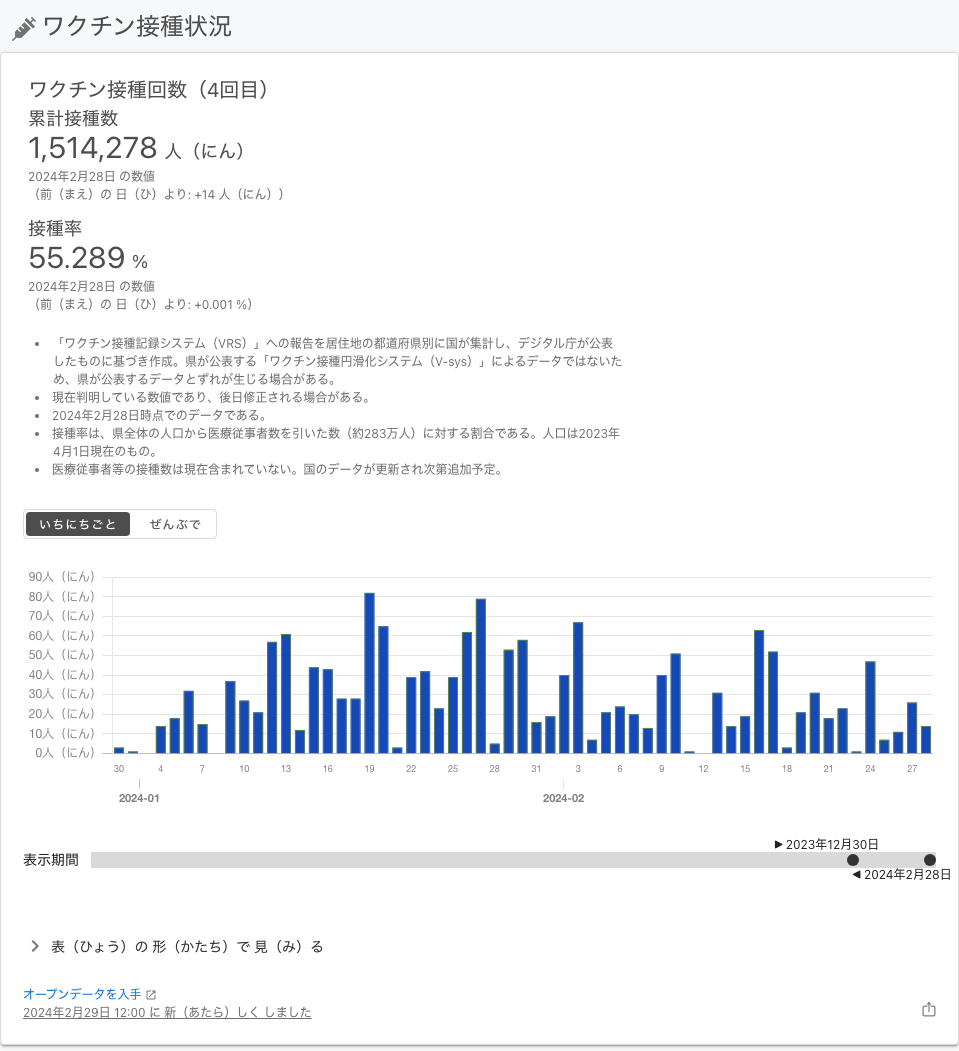 ワクチン接種状況
ワクチン接種回数（4回目）
累計接種数
1,514,278 人（にん）
2024年2月28日 の数値
（前（まえ）の 日（ひ）より: +14 人（にん））
接種率
55.289 %
2024年2月28日 の数値
（前（まえ）の 日（ひ）より: +0.001 %）
• 「ワクチン接種記録システム（VRS）」への報告を居住地の都道府県別に国が集計し、デジタル庁が公表
したものに基づき作成。県が公表する「ワクチン接種円滑化システム（V-sys）」によるデータではないた
め、県が公表するデータとずれが生じる場合がある。
• 現在判明している数値であり、後日修正される場合がある。
• 2024年2月28日時点でのデータである。
• 接種率は、県全体の人口から医療従事者数を引いた数（約283万人）に対する割合である。人口は2023年
4月1日現在のもの。
• 医療従事者等の接種数は現在含まれていない。国のデータが更新され次第追加予定。
いちにちごと ぜんぶで
90人（にん）
80人（にん）
70人（にん）
60人（にん）
50人（にん）
40人（にん）
30人（にん）
20人（にん）
10人（にん）
0人（にん）
30 4 7 10 13 16 19 22 25 28 31 3 6 9 12 15 18 21 24 27
2024-01 2024-02
▶ 2023年12月30日
表示期間
◀ 2024年2月28日
表（ひょう）の 形（かたち）で 見（み）る
オープンデータを入手
2024年2月29日 12:00 に 新（あたら）しく しました